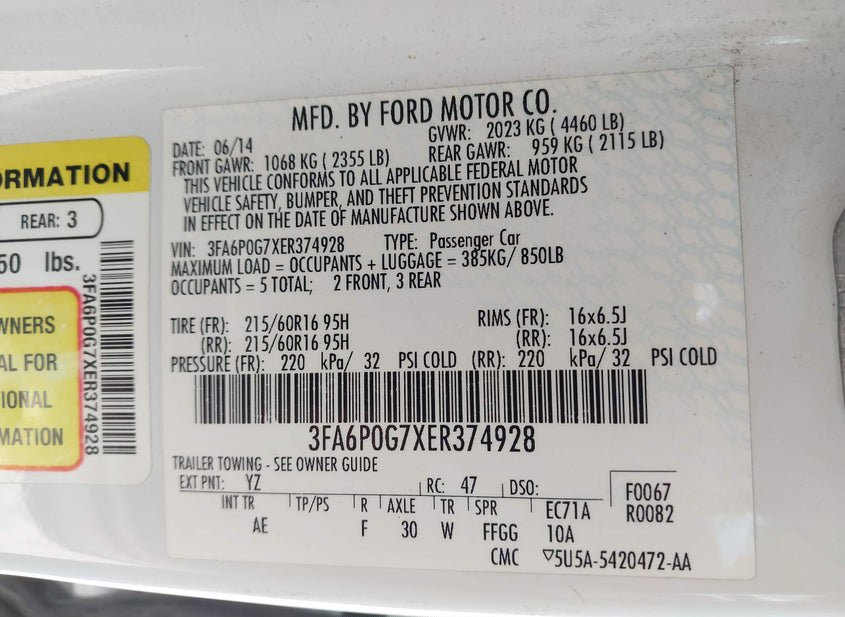 MFD. BY FORD MOTOR CO.
DATE: 06/14 GVWR: 2023 KG ( 4460 LB)
FRONT GAWR: 1068 KG ( 2355 LB) REAR GAWR: 959 KG ( 2115 LB)
THIS VEHICLE CONFORMS TO ALL APPLICABLE FEDERAL MOTOR
VEHICLE SAFETY, BUMPER, AND THEFT PREVENTION STANDARDS
IN EFFECT ON THE DATE OF MANUFACTURE SHOWN ABOVE.
VIN: 3FA6P0G7XER374928 TYPE: Passenger Car
MAXIMUM LOAD = OCCUPANTS + LUGGAGE = 385KG/ 850LB
OCCUPANTS = 5 TOTAL; 2 FRONT, 3 REAR
TIRE (FR): 215/60R16 95H RIMS (FR): 16x6.5J
(RR): 215/60R16 95H (RR): 16x6.5J
PRESSURE (FR): 220 kPa/ 32 PSI COLD (RR): 220 kPa/ 32 PSI COLD
3FA6P0G7XER374928
TRAILER TOWING - SEE OWNER GUIDE
EXT PNT: YZ RC: 47 DSO: F0067
R0082
INT TR TP/PS R AXLE TR SPR EC71A
AE F 30 W FFGG 10A
CMC ▽5U5A-5420472-AA
ORMATION
REAR: 3
50 lbs.
3FA6P0G7XER374928
WNERS
AL FOR
IONAL
MATION